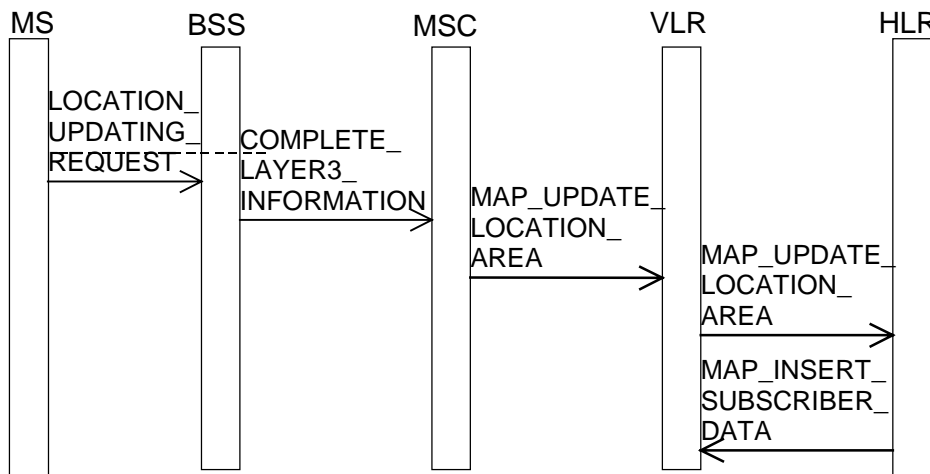 MS
BSS
MSC
VLR
HLR
LOCATION_
UPDATING_
REQUEST
COMPLETE_
LAYER3_
INFORMATION
MAP_UPDATE_
LOCATION_
AREA
MAP_UPDATE_
LOCATION_
AREA
MAP_INSERT_
SUBSCRIBER_
DATA